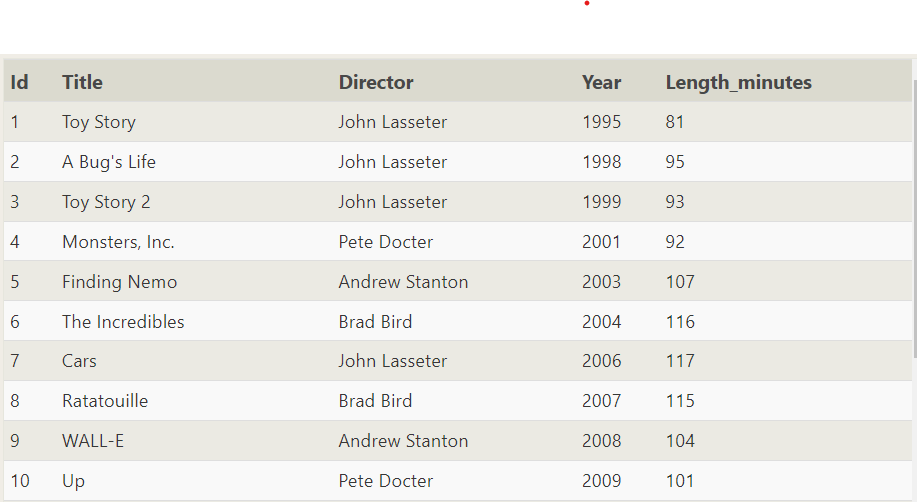 Id Title Director Year Length_minutes
1 Toy Story John Lasseter 1995 81
2 A Bug's Life John Lasseter 1998 95
3 Toy Story 2 John Lasseter 1999 93
4 Monsters, Inc. Pete Docter 2001 92
5 Finding Nemo Andrew Stanton 2003 107
6 The Incredibles Brad Bird 2004 116
7 Cars John Lasseter 2006 117
8 Ratatouille Brad Bird 2007 115
9 WALL-E Andrew Stanton 2008 104
10 Up Pete Docter 2009 101